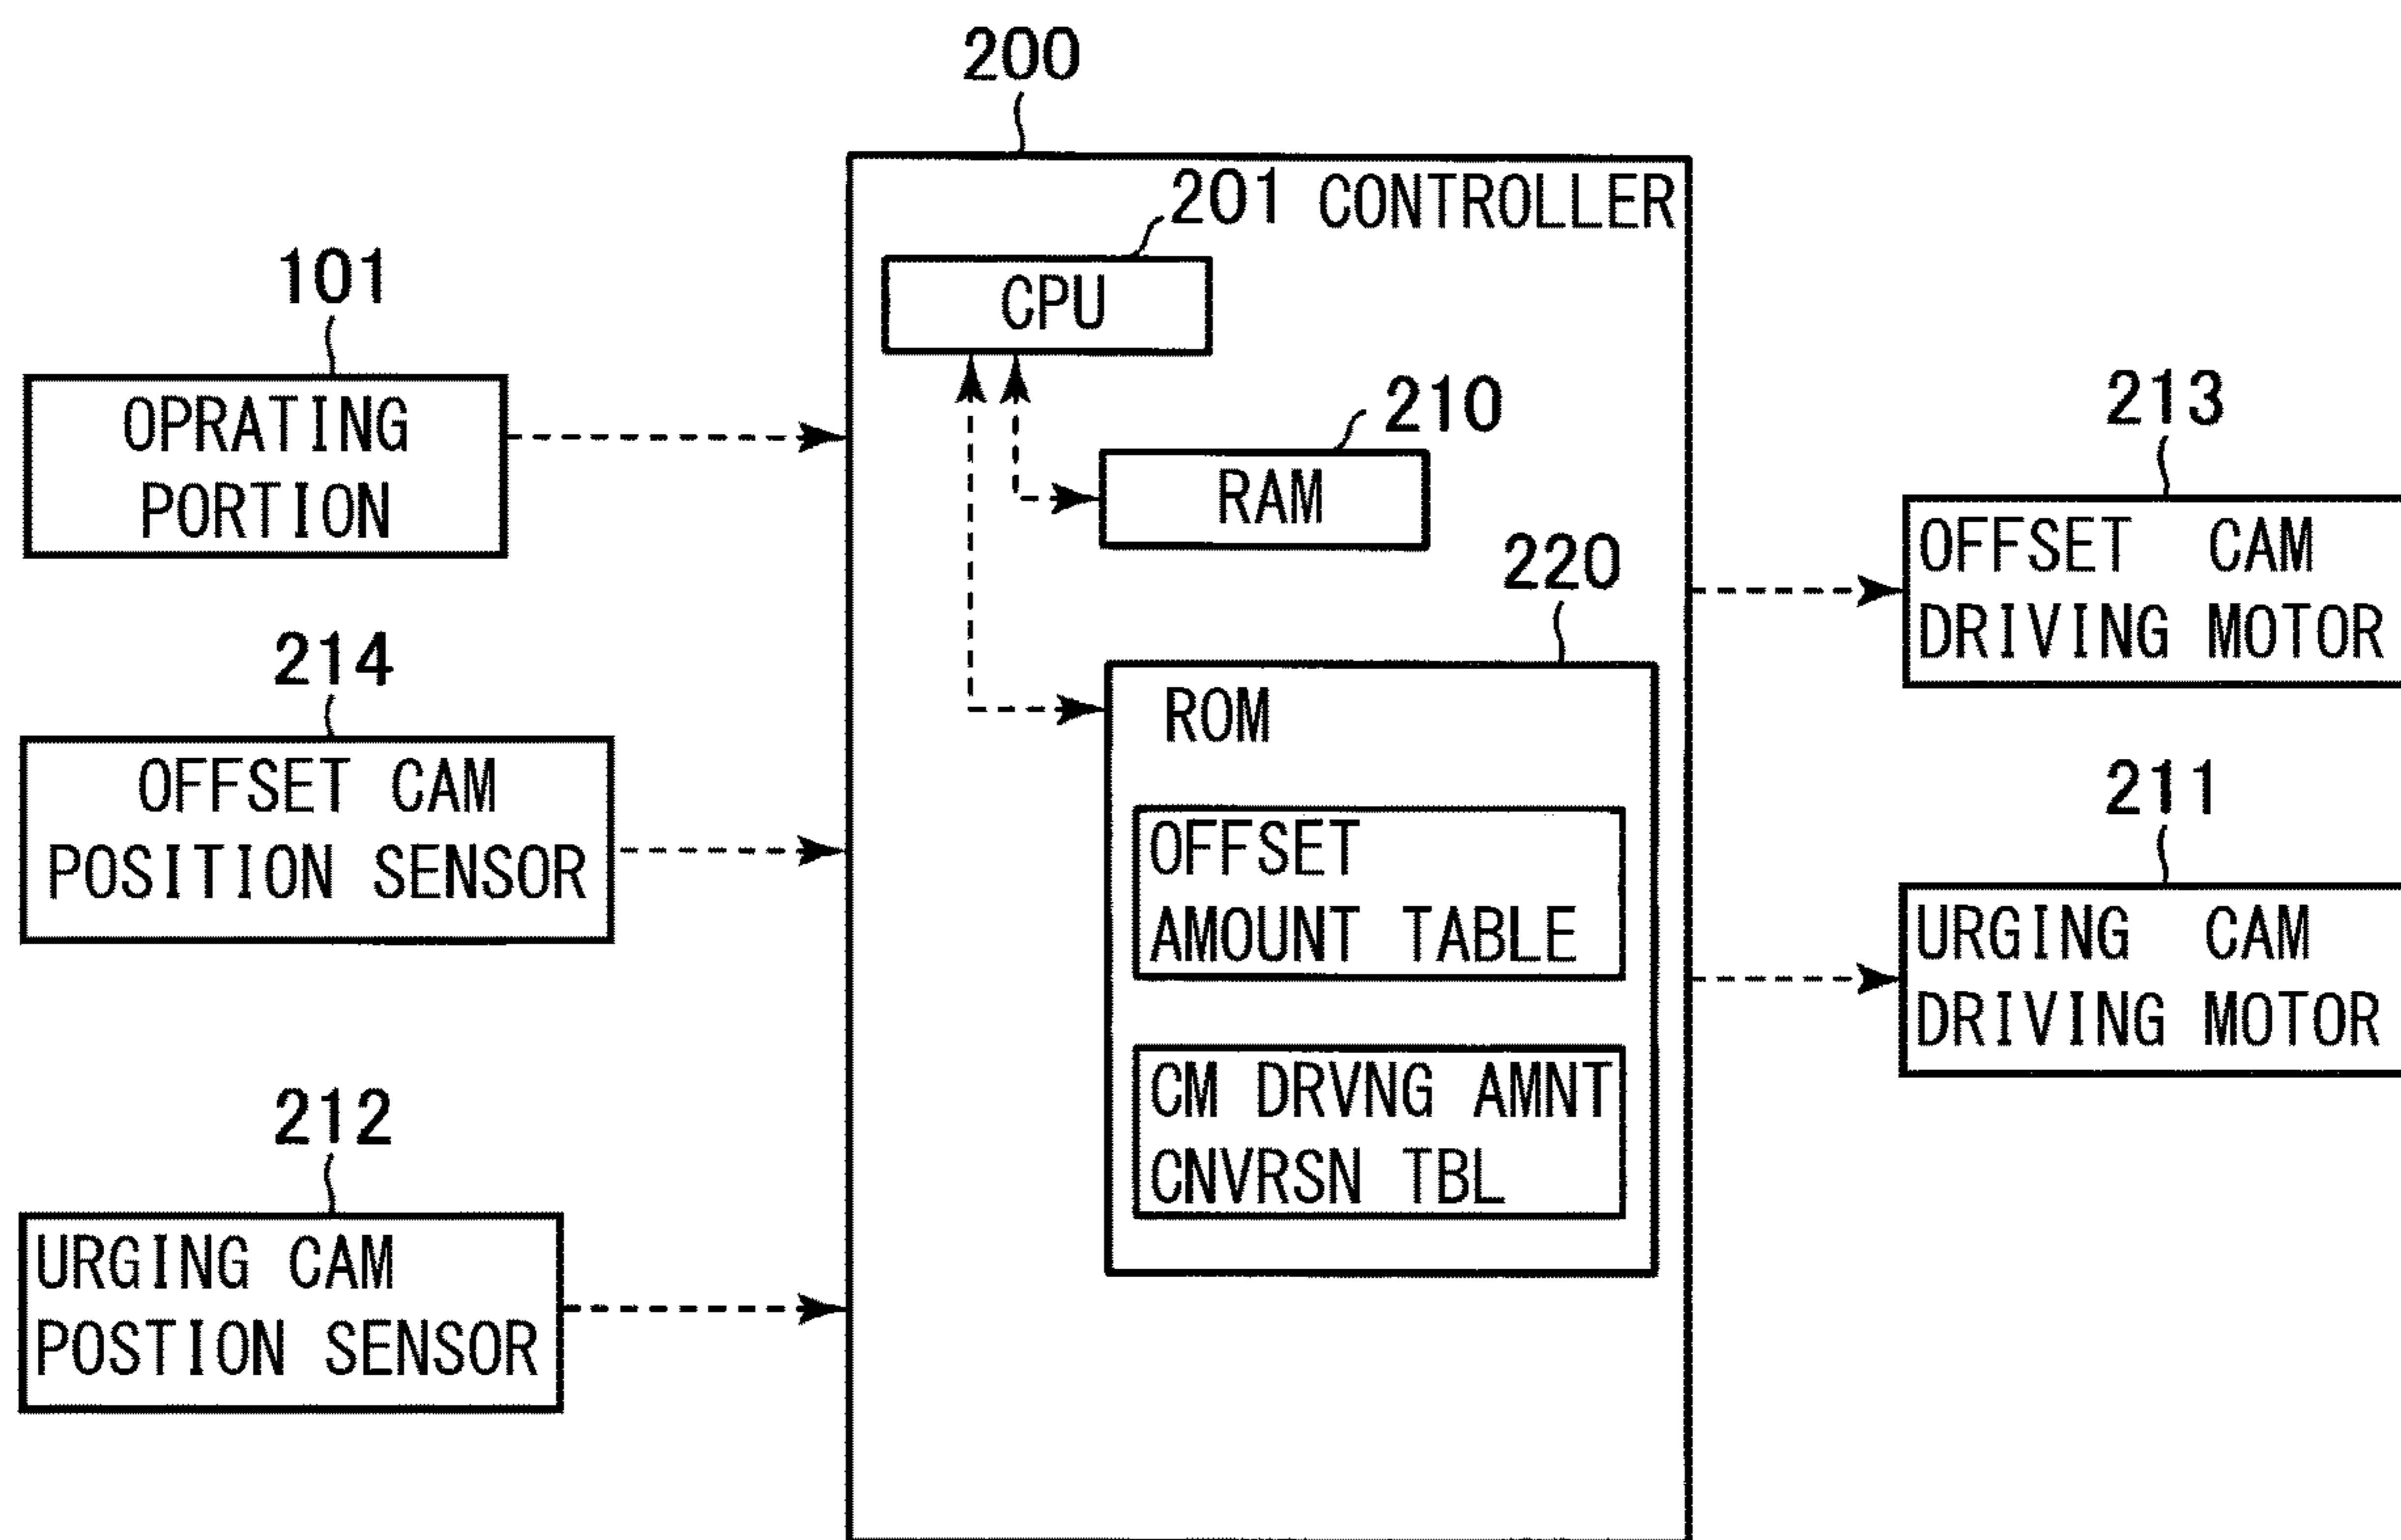 200
201 CONTROLLER
CPU
210
RAM
220
ROM
OFFSET
AMOUNT TABLE
CM DRVNG AMNT
CNVRSN TBL
101
OPRATING
PORTION
214
OFFSET CAM
POSITION SENSOR
212
URGING CAM
POSTION SENSOR
213
OFFSET CAM
DRIVING MOTOR
211
URGING CAM
DRIVING MOTOR